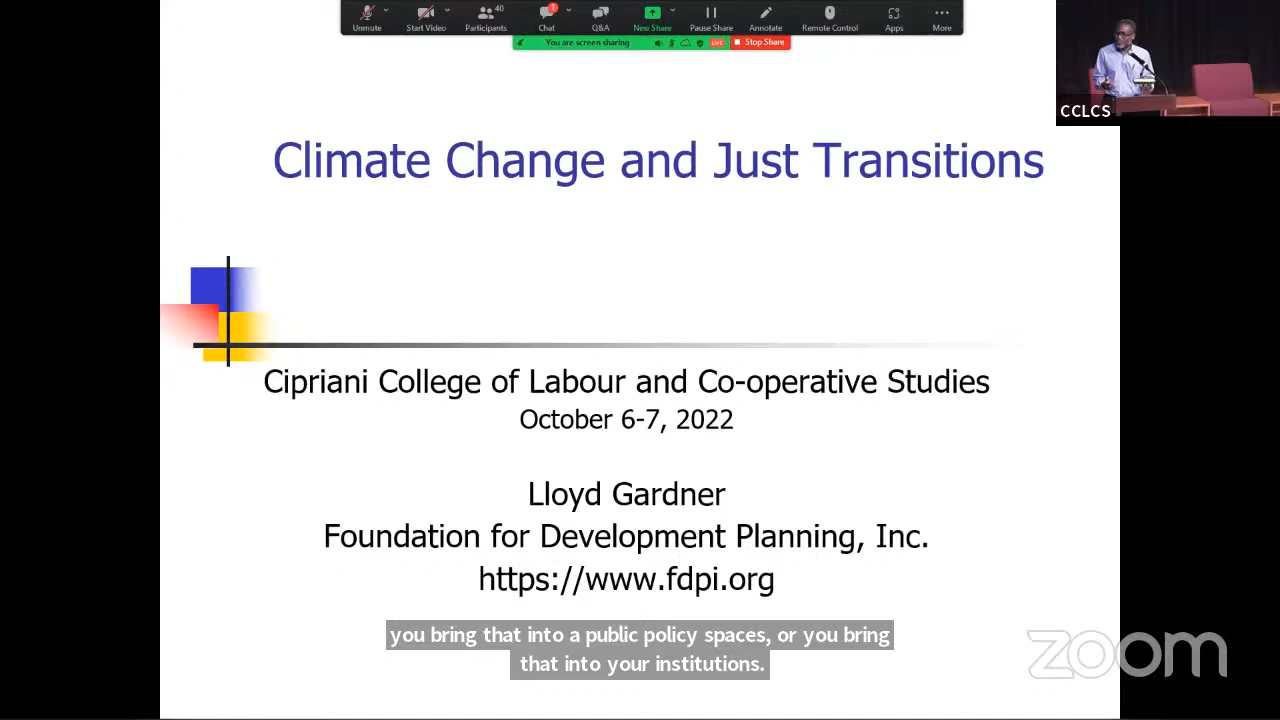 Unmute
Start Video
Participants
40
Chat
1
Q&A
New Share
Pause Share
Annotate
Remote Control
Apps
More
You are screen sharing
LIVE
Stop Share
CCLCS
Climate Change and Just Transitions
Cipriani College of Labour and Co-operative Studies
October 6-7, 2022
Lloyd Gardner
Foundation for Development Planning, Inc.
https://www.fdpi.org
you bring that into a public policy spaces, or you bring
that into your institutions.
zoom